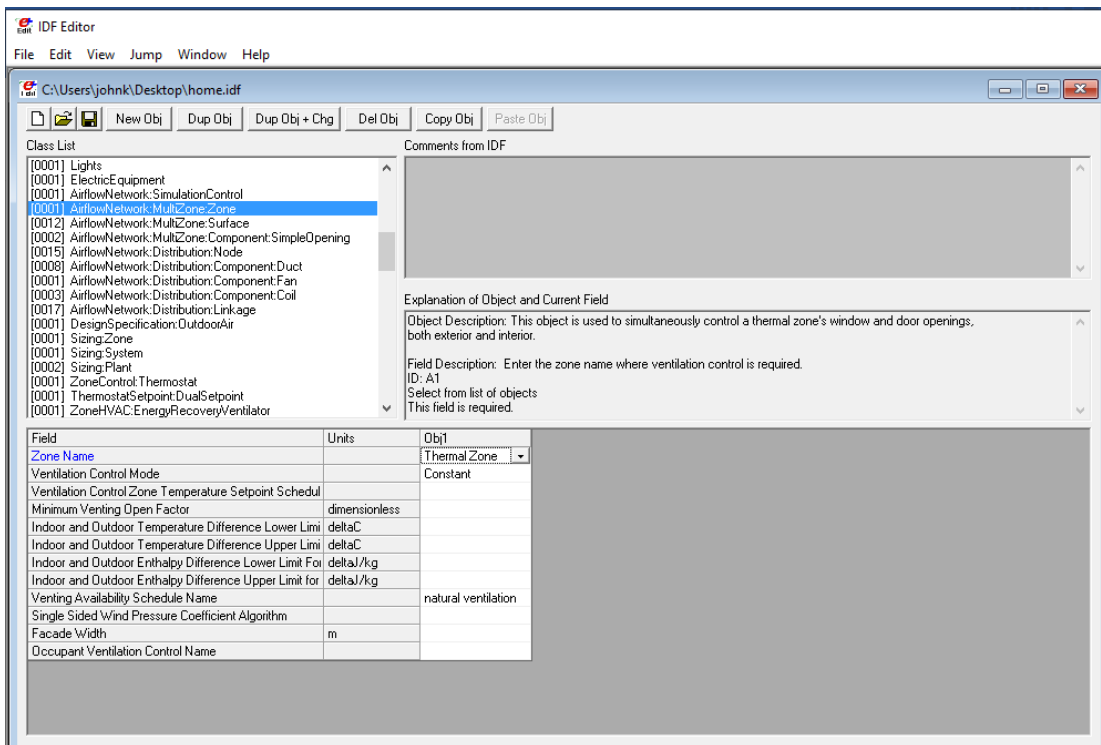 IDF Editor
File Edit View Jump Window Help
C:\Users\johnk\Desktop\home.idf
New Obj Dup Obj Dup Obj + Chg Del Obj Copy Obj Paste Obj
Class List
[0001] Lights
[0001] ElectricEquipment
[0001] AirflowNetwork:SimulationControl
[0001] AirflowNetwork:MultiZone:Zone
[0012] AirflowNetwork:MultiZone:Surface
[0002] AirflowNetwork:MultiZone:Component:SimpleOpening
[0015] AirflowNetwork:Distribution:Node
[0008] AirflowNetwork:Distribution:Component:Duct
[0001] AirflowNetwork:Distribution:Component:Fan
[0003] AirflowNetwork:Distribution:Component:Coil
[0017] AirflowNetwork:Distribution:Linkage
[0001] DesignSpecification:OutdoorAir
[0001] Sizing:Zone
[0001] Sizing:System
[0002] Sizing:Plant
[0001] ZoneControl:Thermostat
[0001] ThermostatSetpoint:DualSetpoint
[0001] ZoneHVAC:EnergyRecoveryVentilator
Comments from IDF
Explanation of Object and Current Field
Object Description: This object is used to simultaneously control a thermal zone's window and door openings,
both exterior and interior.
Field Description: Enter the zone name where ventilation control is required.
ID: A1
Select from list of objects
This field is required.
Field Units Obj1
Zone Name Thermal Zone
Ventilation Control Mode Constant
Ventilation Control Zone Temperature Setpoint Schedul
Minimum Venting Open Factor dimensionless
Indoor and Outdoor Temperature Difference Lower Limi deltaC
Indoor and Outdoor Temperature Difference Upper Limi deltaC
Indoor and Outdoor Enthalpy Difference Lower Limit For deltaJ/kg
Indoor and Outdoor Enthalpy Difference Upper Limit for deltaJ/kg
Venting Availability Schedule Name natural ventilation
Single Sided Wind Pressure Coefficient Algorithm
Facade Width m
Occupant Ventilation Control Name